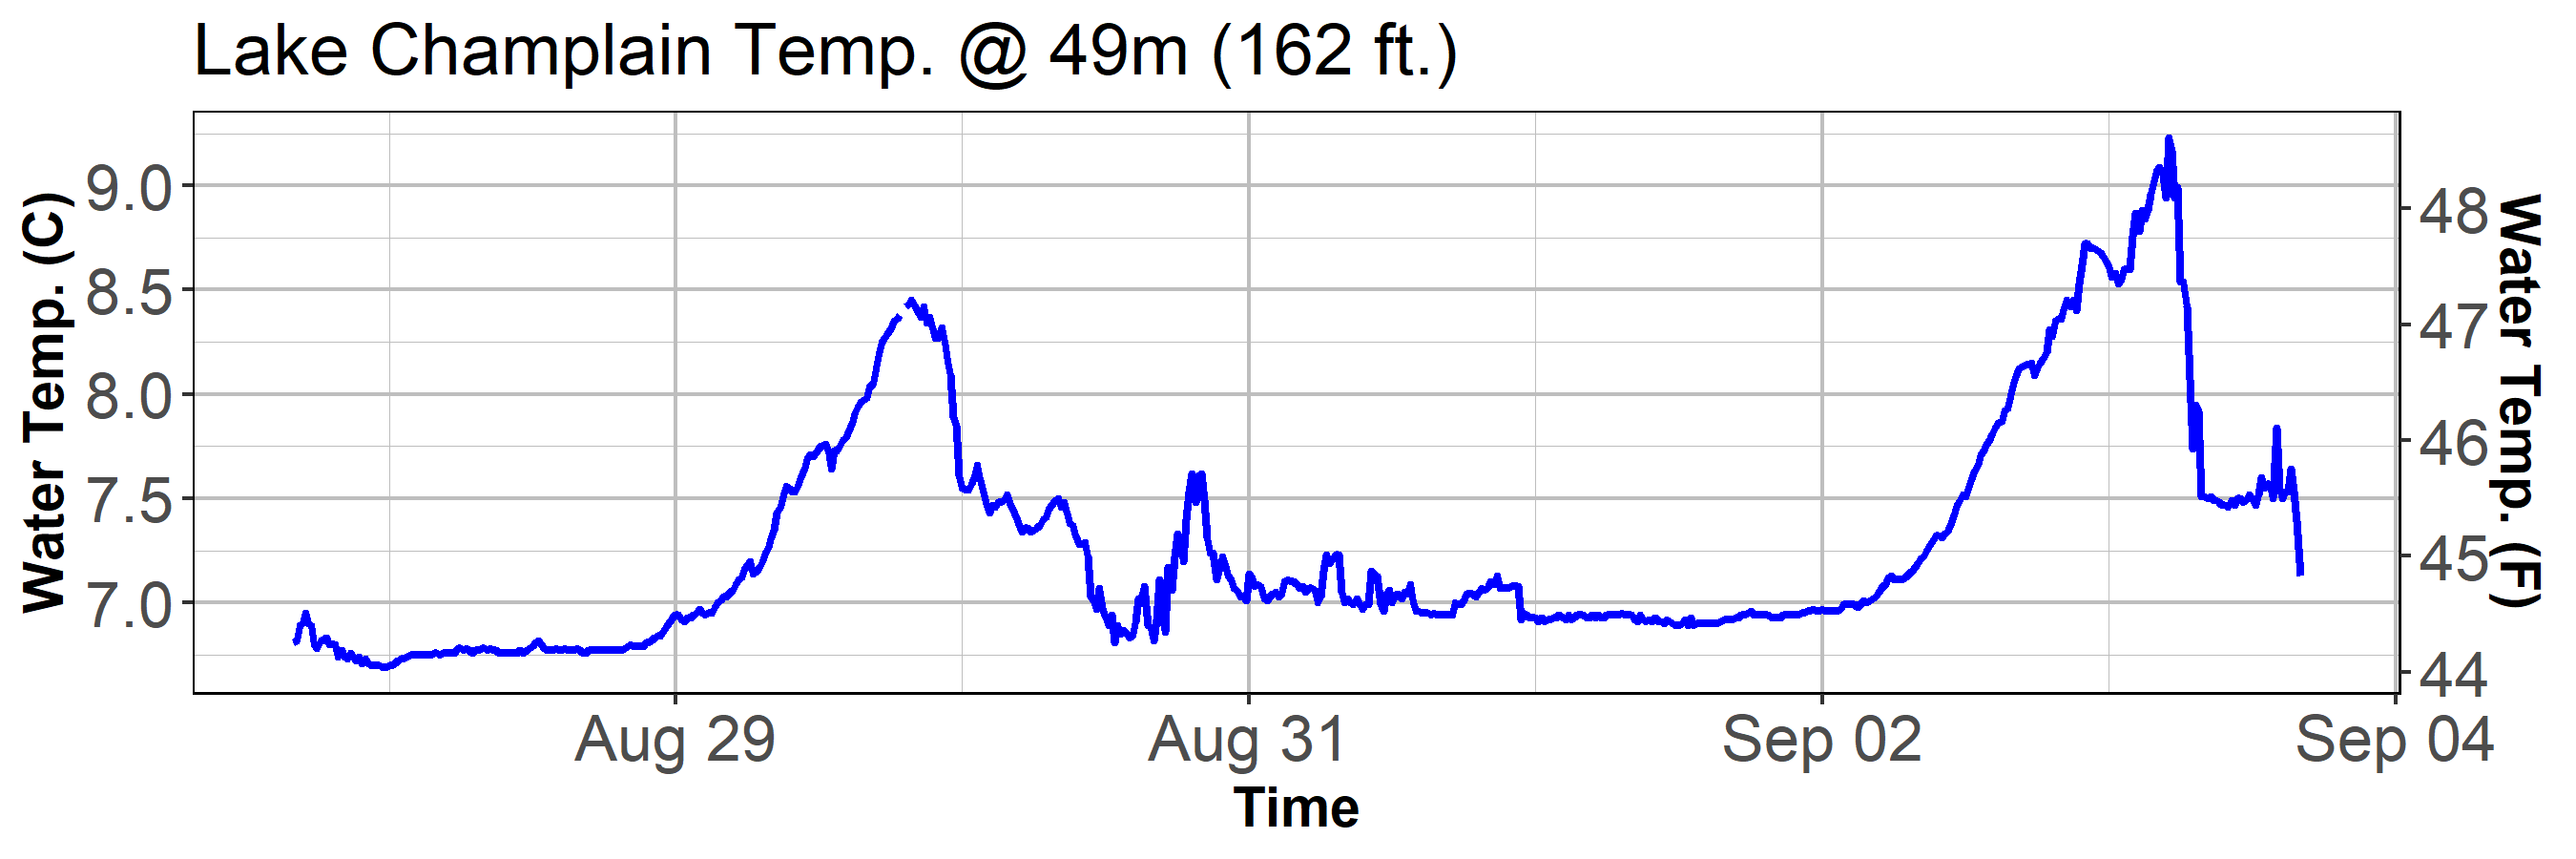 Lake Champlain Temp. @ 49m (162 ft.)
Water Temp. (C)
9.0
8.5
8.0
7.5
7.0
48
47
46
45
44
Water Temp. (F)
Aug 29
Aug 31
Sep 02
Sep 04
Time